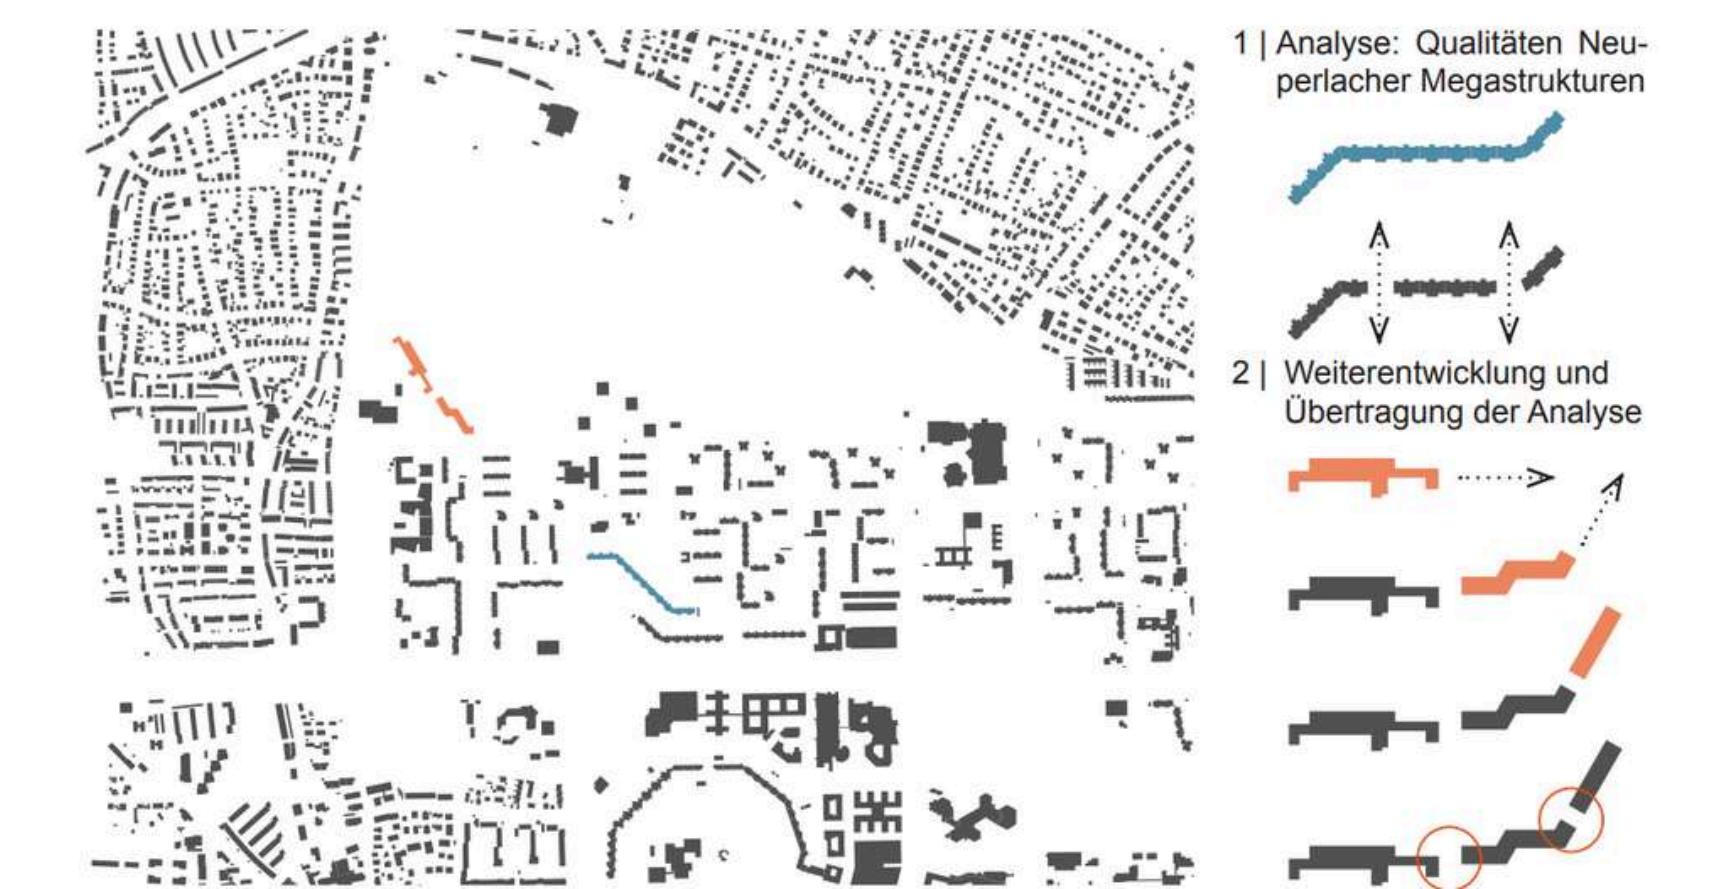 1 | Analyse: Qualitäten Neu-
perlacher Megastrukturen
2 | Weiterentwicklung und
Übertragung der Analyse